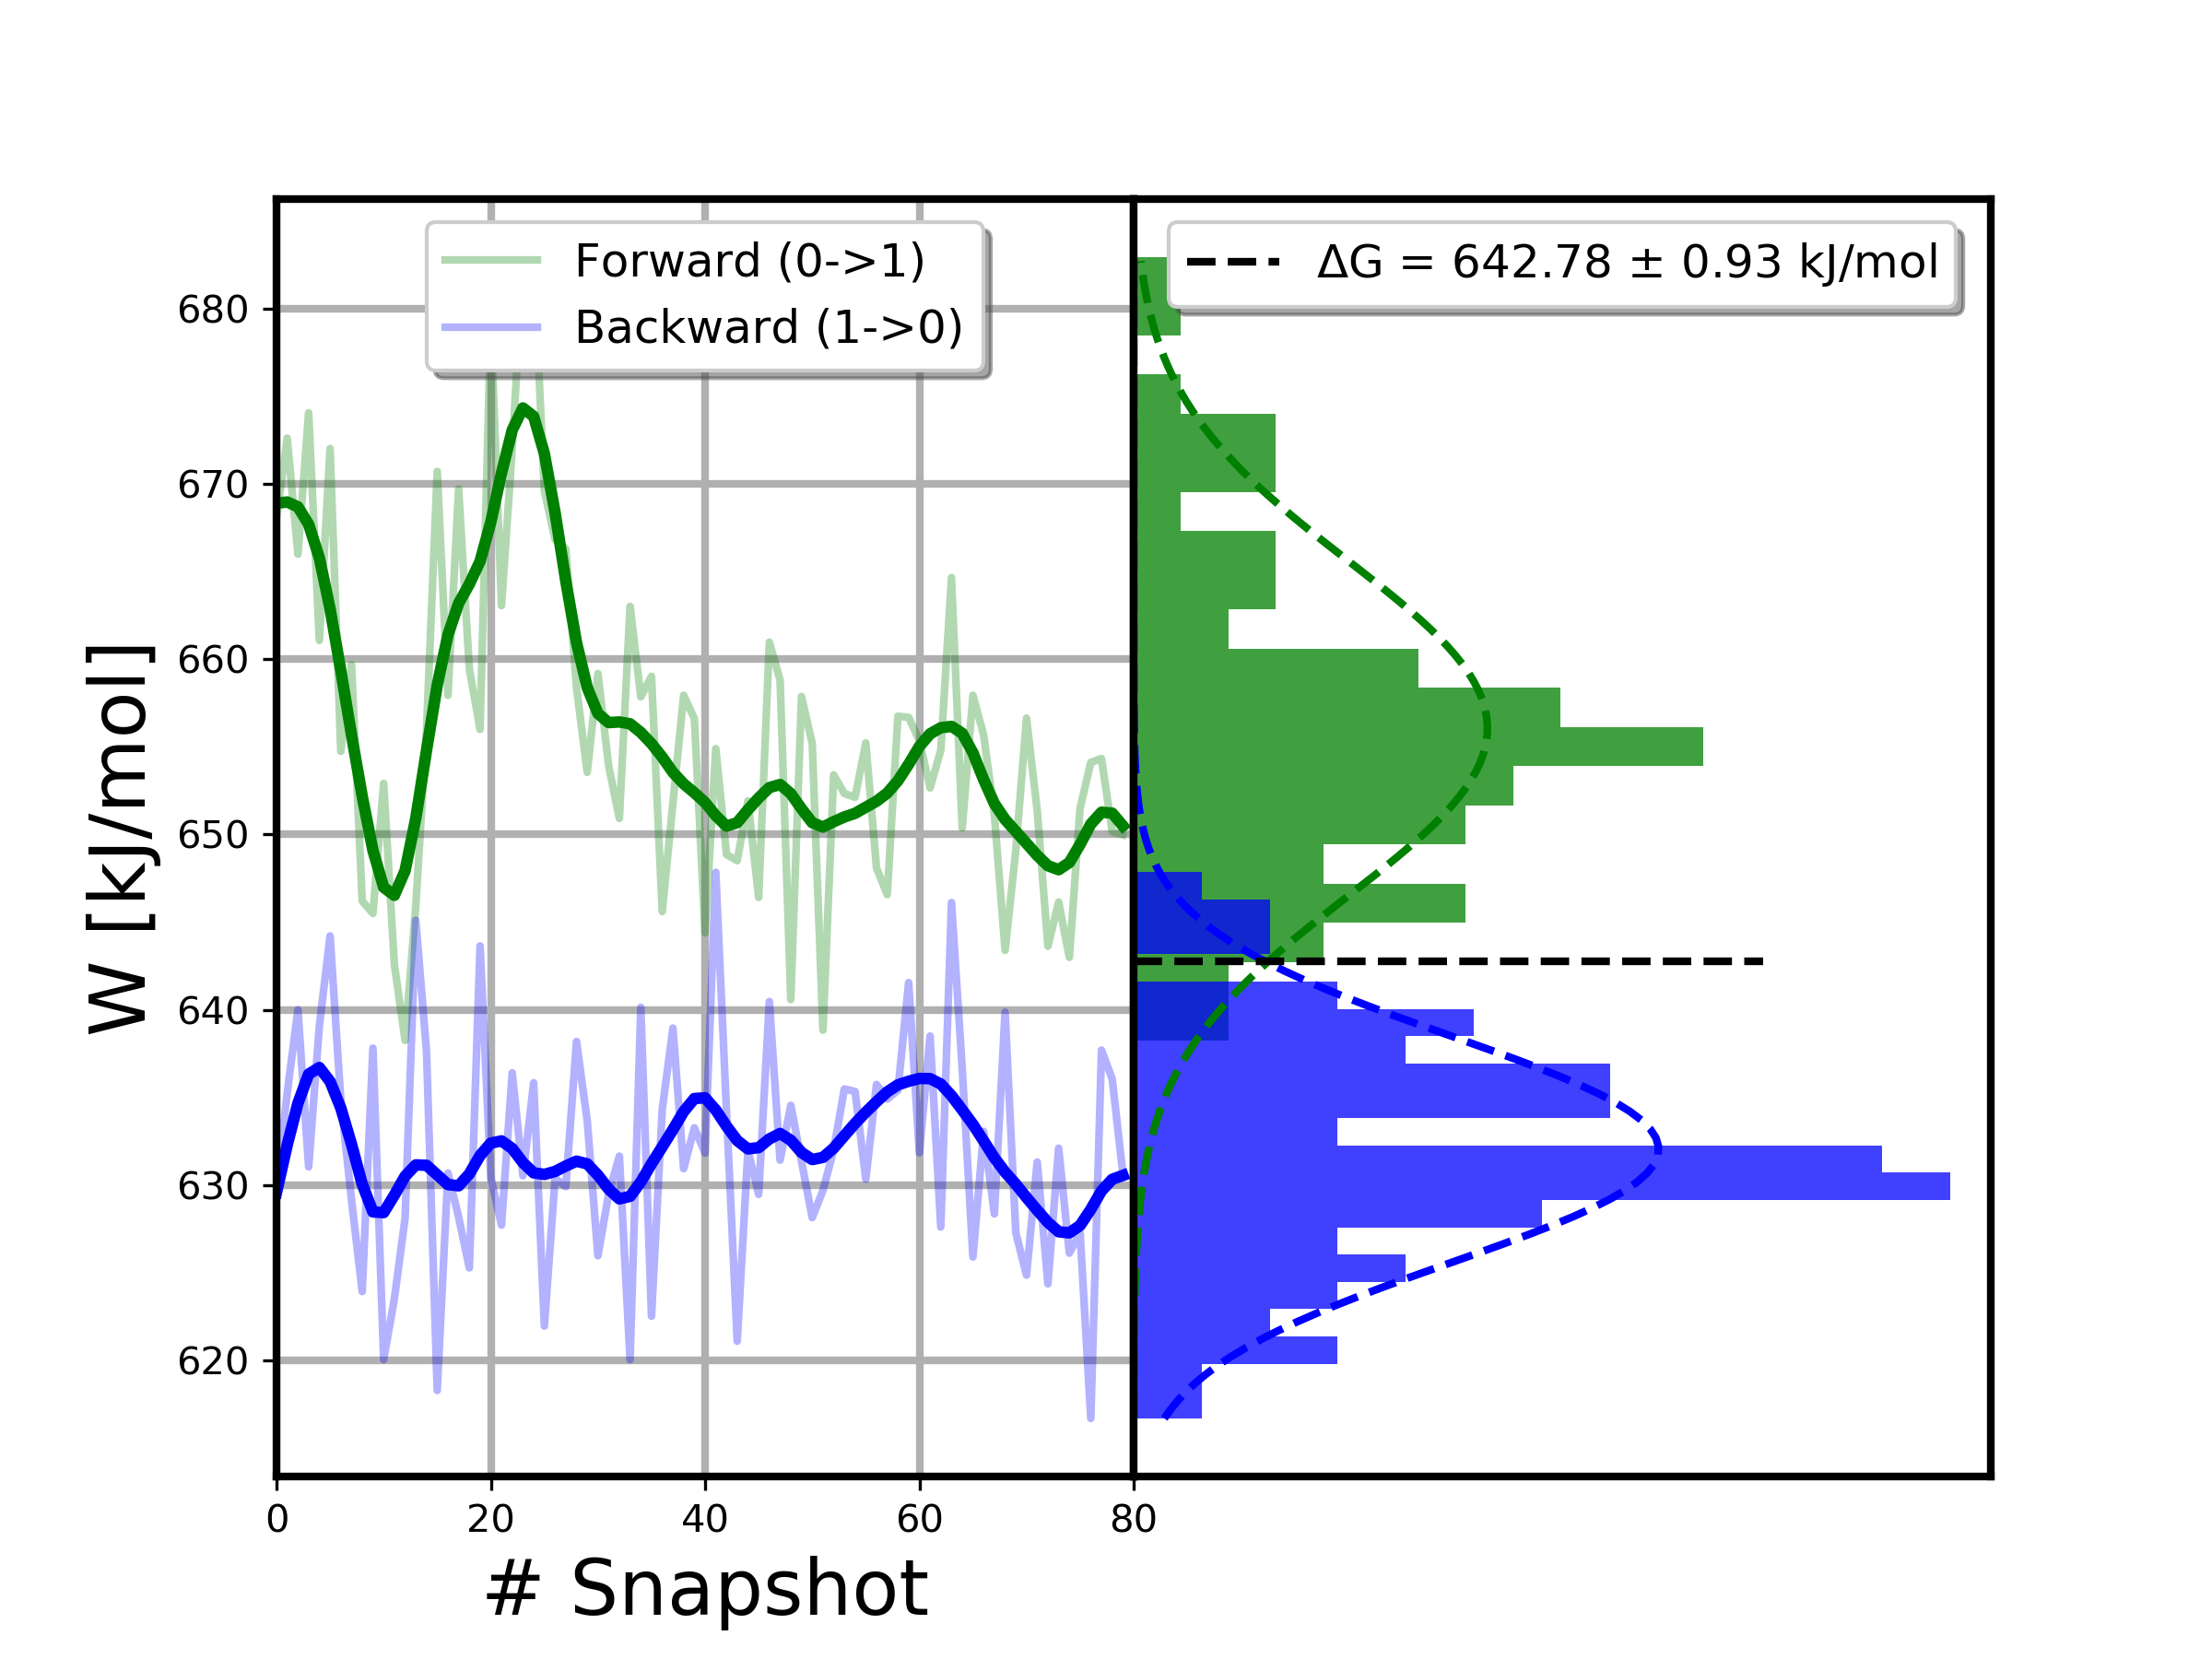 Forward (0->1)
Backward (1->0)
ΔG = 642.78 ± 0.93 kJ/mol
W [kJ/mol]
680
670
660
650
640
630
620
0 20 40 60 80
# Snapshot